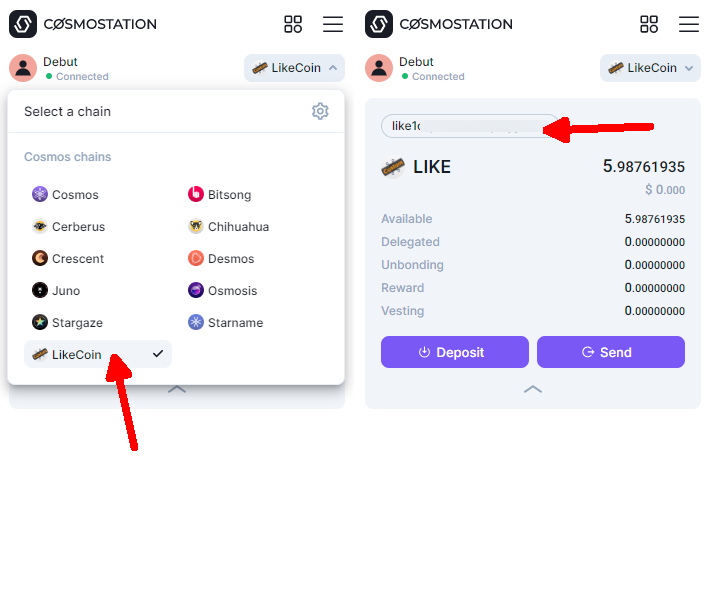 CØSMOSTATION
Debut
Connected
LikeCoin
Select a chain
Cosmos chains
Cosmos
Bitsong
Cerberus
Chihuahua
Crescent
Desmos
Juno
Osmosis
Stargaze
Starname
LikeCoin
CØSMOSTATION
Debut
Connected
LikeCoin
like1
LIKE
5.98761935
$ 0.000
Available 5.98761935
Delegated 0.00000000
Unbonding 0.00000000
Reward 0.00000000
Vesting 0.00000000
Deposit
Send